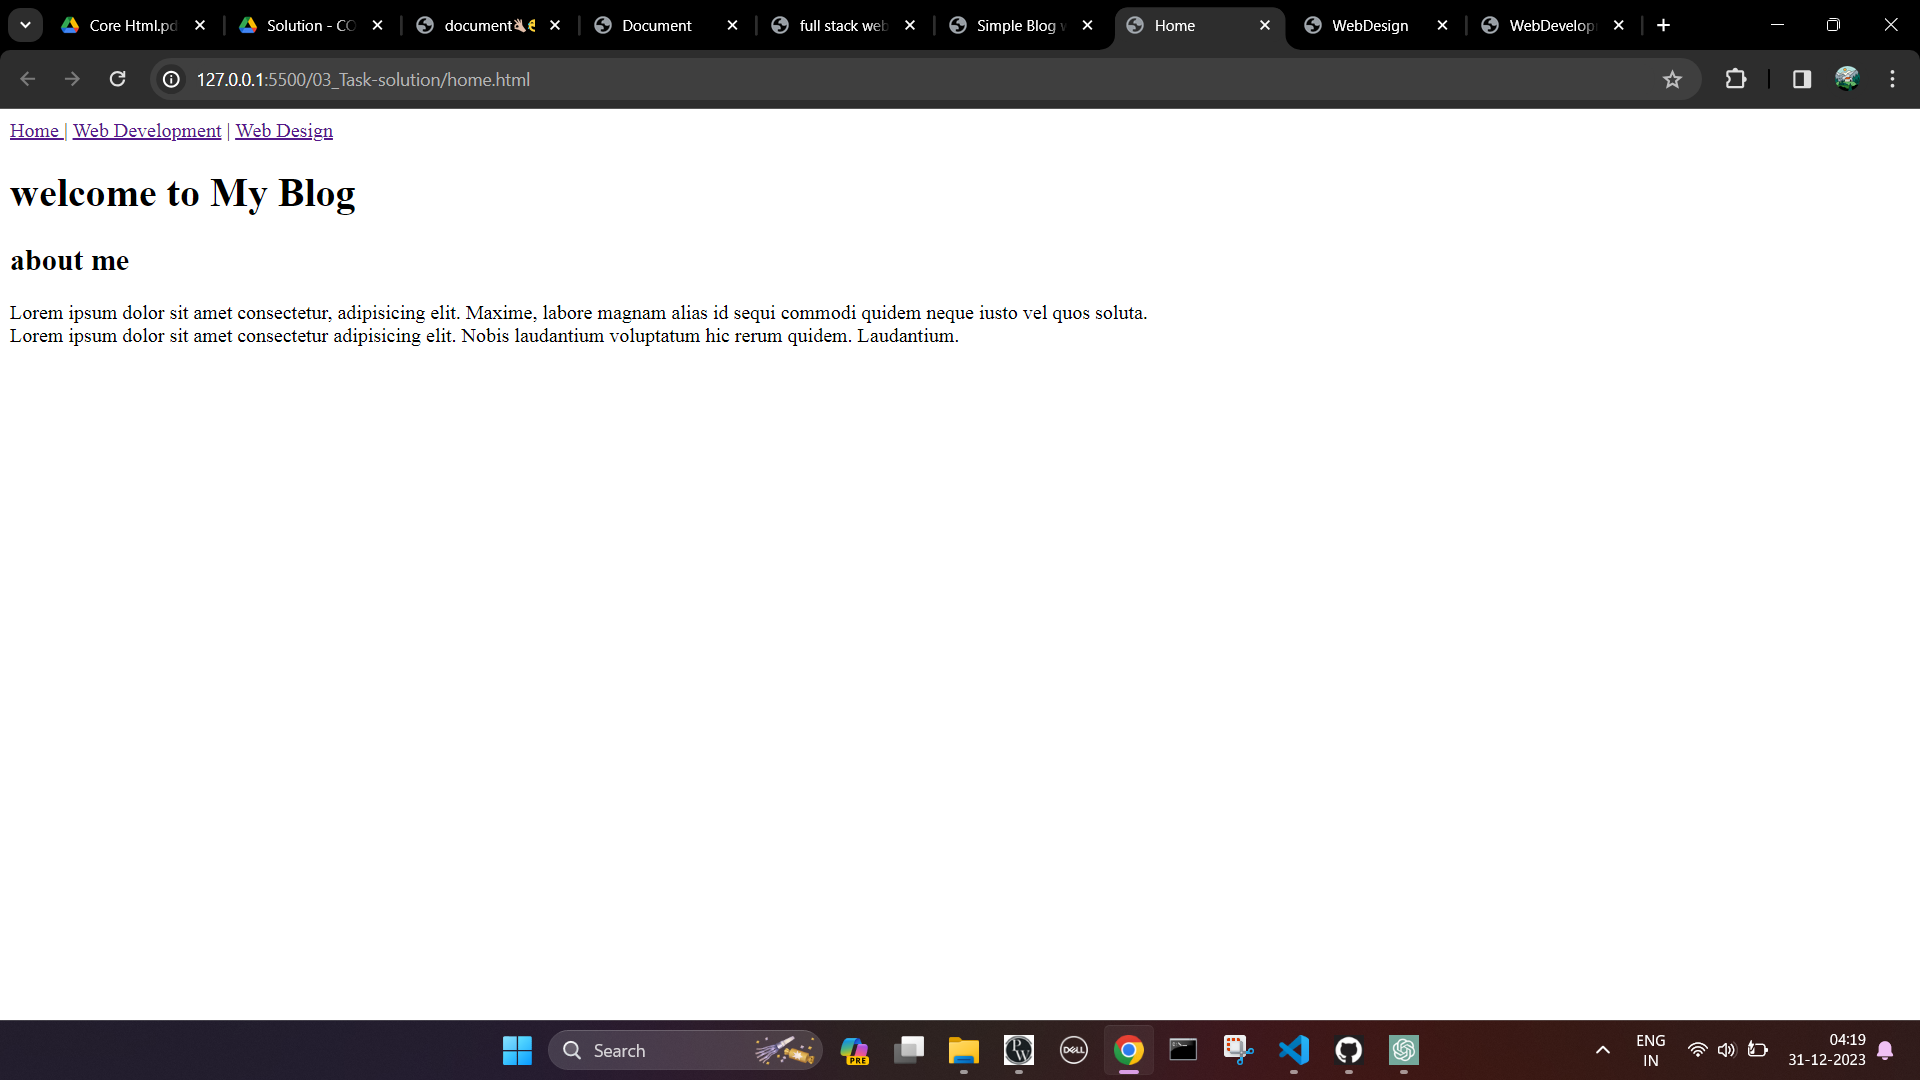 Core Html.pd
Solution - CO
document
Document
full stack web
Simple Blog w
Home
WebDesign
WebDevelop
127.0.0.1:5500/03_Task-solution/home.html
Home | Web Development | Web Design
welcome to My Blog
about me
Lorem ipsum dolor sit amet consectetur, adipisicing elit. Maxime, labore magnam alias id sequi commodi quidem neque iusto vel quos soluta.
Lorem ipsum dolor sit amet consectetur adipisicing elit. Nobis laudantium voluptatum hic rerum quidem. Laudantium.
Search
PRE
PW
DELL
ENG
IN
04:19
31-12-2023